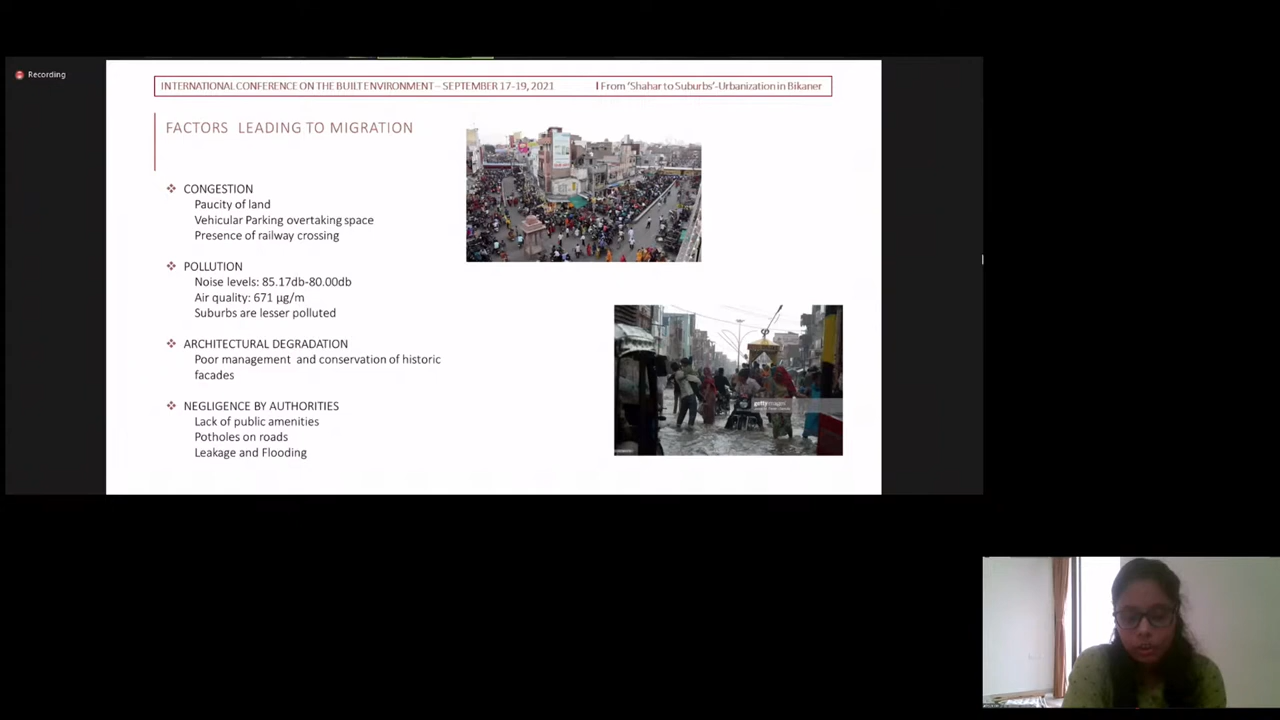 Recording
INTERNATIONAL CONFERENCE ON THE BUILT ENVIRONMENT – SEPTEMBER 17-19, 2021
I From 'Shahar to Suburbs'-Urbanization in Bikaner
FACTORS LEADING TO MIGRATION
❖ CONGESTION
Paucity of land
Vehicular Parking overtaking space
Presence of railway crossing
❖ POLLUTION
Noise levels: 85.17db-80.00db
Air quality: 671 µg/m
Suburbs are lesser polluted
❖ ARCHITECTURAL DEGRADATION
Poor management and conservation of historic
facades
❖ NEGLIGENCE BY AUTHORITIES
Lack of public amenities
Potholes on roads
Leakage and Flooding
gettyimages